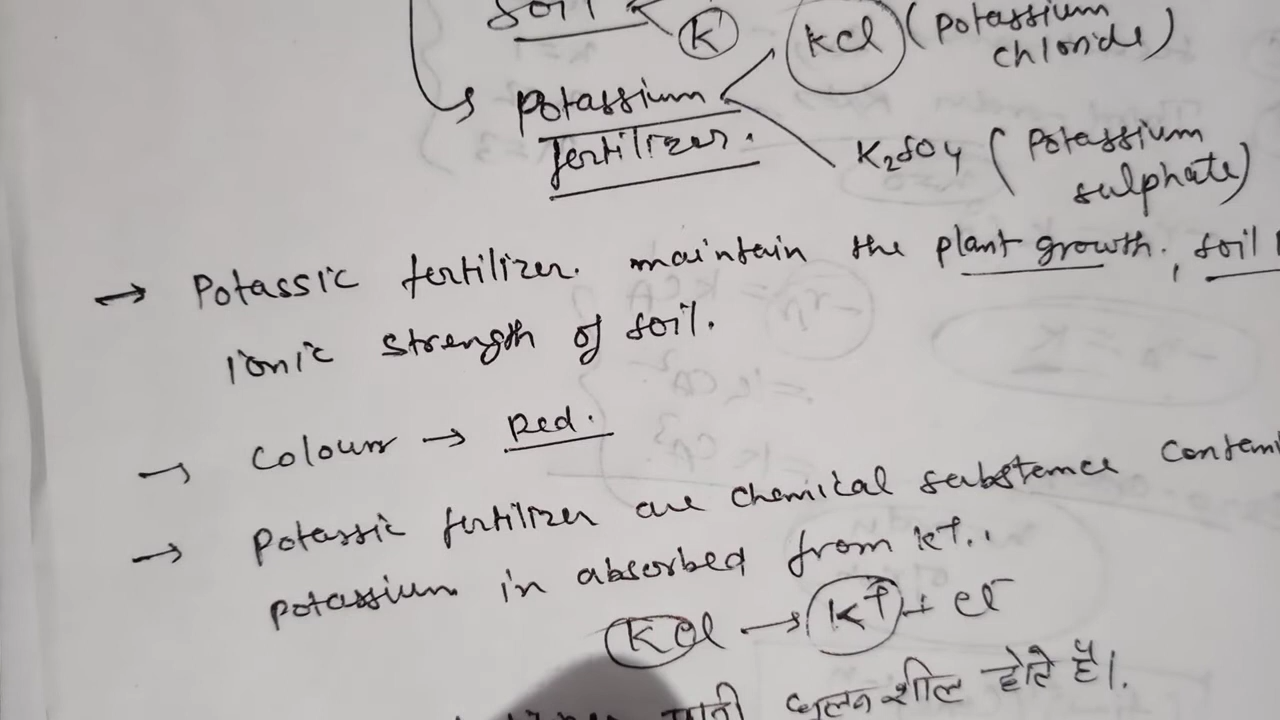 soil K KCl (Potassium chloride)
Potassium fertilizer.
K₂SO₄ (Potassium sulphate)
→ Potassic fertilizer. maintain the plant growth, soil
ionic strength of soil.
→ Colour → Red.
→ Potassic fertilizer are chemical substance
potassium in absorbed from K⁺..
KCl → K⁺ + Cl⁻
पानी घुलनशील होते हैं।